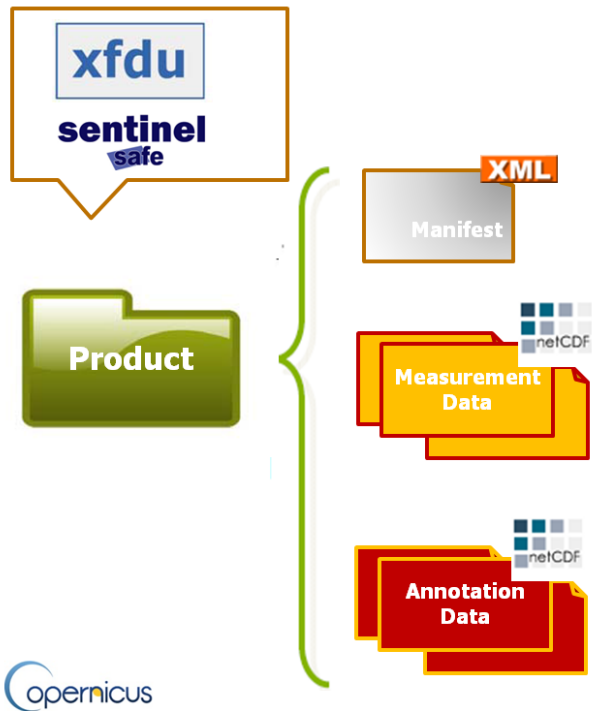 xfdu
sentinel
safe
XML
Manifest
Product
netCDF
Measurement
Data
netCDF
Annotation
Data
opernicus